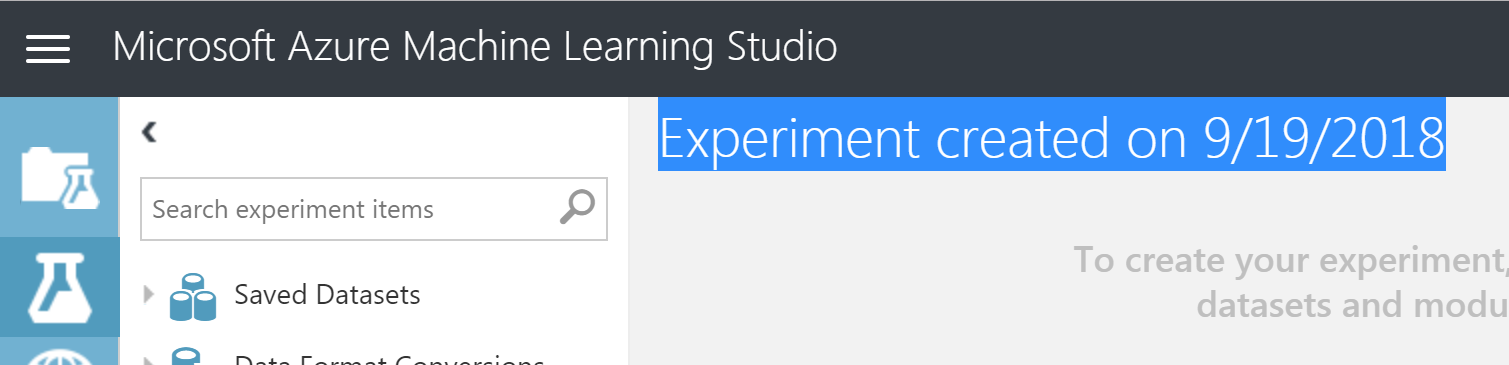 Microsoft Azure Machine Learning Studio
Experiment created on 9/19/2018
Search experiment items
To create your experiment,
datasets and modu
Saved Datasets
Data Format Conversions